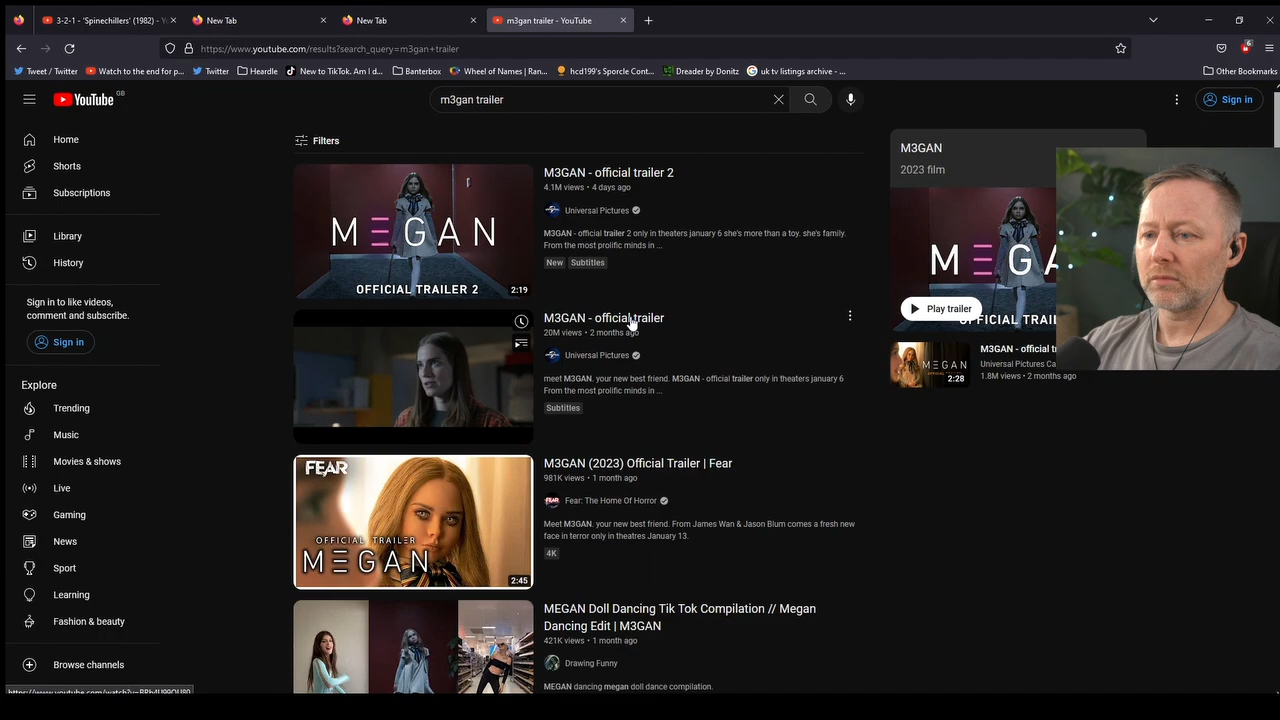 3-2-1 - 'Spinechillers' (1982) - Y
New Tab
New Tab
m3gan trailer - YouTube
https://www.youtube.com/results?search_query=m3gan+trailer
6
Tweet / Twitter
Watch to the end for p...
Twitter
Heardle
New to TikTok. Am I d...
Banterbox
Wheel of Names | Ran...
hcd199's Sporcle Cont...
Dreader by Donitz
uk tv listings archive - ...
Other Bookmarks
YouTube GB
m3gan trailer
Sign in
Home
Shorts
Subscriptions
Library
History
Sign in to like videos,
comment and subscribe.
Sign in
Explore
Trending
Music
Movies & shows
Live
Gaming
News
Sport
Learning
Fashion & beauty
Browse channels
https://www.youtube.com/watch?v=BRb4U99OU80
Filters
M Ǝ G A N
OFFICIAL TRAILER 2
2:19
M3GAN - official trailer 2
4.1M views • 4 days ago
Universal Pictures
M3GAN - official trailer 2 only in theaters january 6 she's more than a toy. she's family.
From the most prolific minds in ...
New
Subtitles
M3GAN - official trailer
20M views • 2 months ago
Universal Pictures
meet M3GAN. your new best friend. M3GAN - official trailer only in theaters january 6
From the most prolific minds in ...
Subtitles
FEAR
OFFICIAL TRAILER
M Ǝ G A N
2:45
M3GAN (2023) Official Trailer | Fear
981K views • 1 month ago
FEAR
Fear: The Home Of Horror
Meet M3GAN. your new best friend. From James Wan & Jason Blum comes a fresh new
face in terror only in theatres January 13.
4K
MEGAN Doll Dancing Tik Tok Compilation // Megan
Dancing Edit | M3GAN
421K views • 1 month ago
Drawing Funny
MEGAN dancing megan doll dance compilation.
M3GAN
2023 film
M Ǝ G A
Play trailer
OFFICIAL TRAIL
M Ǝ G A N
2:28
M3GAN - official t
Universal Pictures Ca
1.8M views • 2 months ago